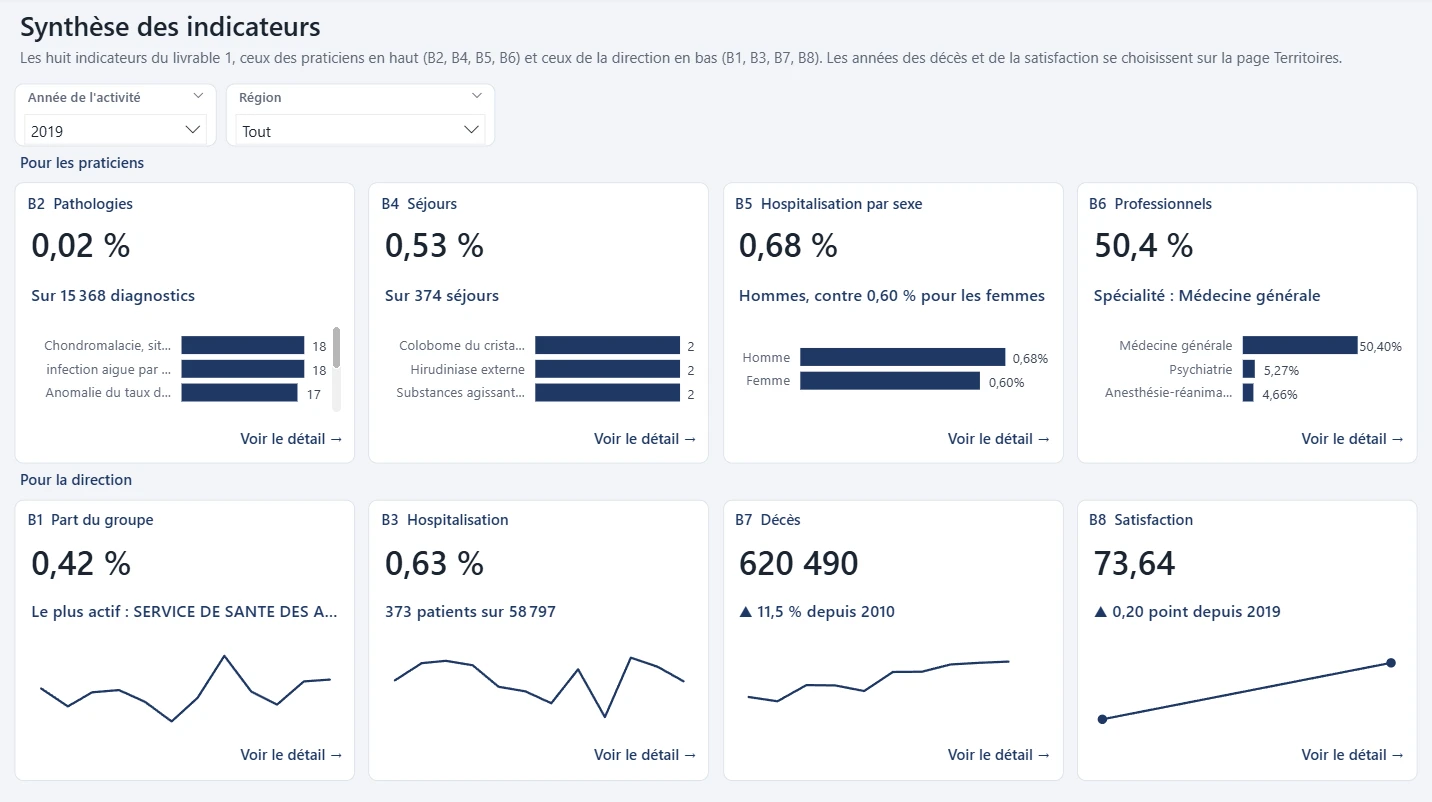 Synthèse des indicateurs
Les huit indicateurs du livrable 1, ceux des praticiens en haut (B2, B4, B5, B6) et ceux de la direction en bas (B1, B3, B7, B8). Les années des décès et de la satisfaction se choisissent sur la page Territoires.
Année de l'activité
2019
Région
Tout
Pour les praticiens
B2 Pathologies
0,02 %
Sur 15 368 diagnostics
Chondromalacie, sit... 18
infection aigue par ... 18
Anomalie du taux d... 17
Voir le détail →
B4 Séjours
0,53 %
Sur 374 séjours
Colobome du crista... 2
Hirudiniase externe 2
Substances agissant... 2
Voir le détail →
B5 Hospitalisation par sexe
0,68 %
Hommes, contre 0,60 % pour les femmes
Homme 0,68%
Femme 0,60%
Voir le détail →
B6 Professionnels
50,4 %
Spécialité : Médecine générale
Médecine générale 50,40%
Psychiatrie 5,27%
Anesthésie-réanima... 4,66%
Voir le détail →
Pour la direction
B1 Part du groupe
0,42 %
Le plus actif : SERVICE DE SANTE DES A...
Voir le détail →
B3 Hospitalisation
0,63 %
373 patients sur 58 797
Voir le détail →
B7 Décès
620 490
▲ 11,5 % depuis 2010
Voir le détail →
B8 Satisfaction
73,64
▲ 0,20 point depuis 2019
Voir le détail →